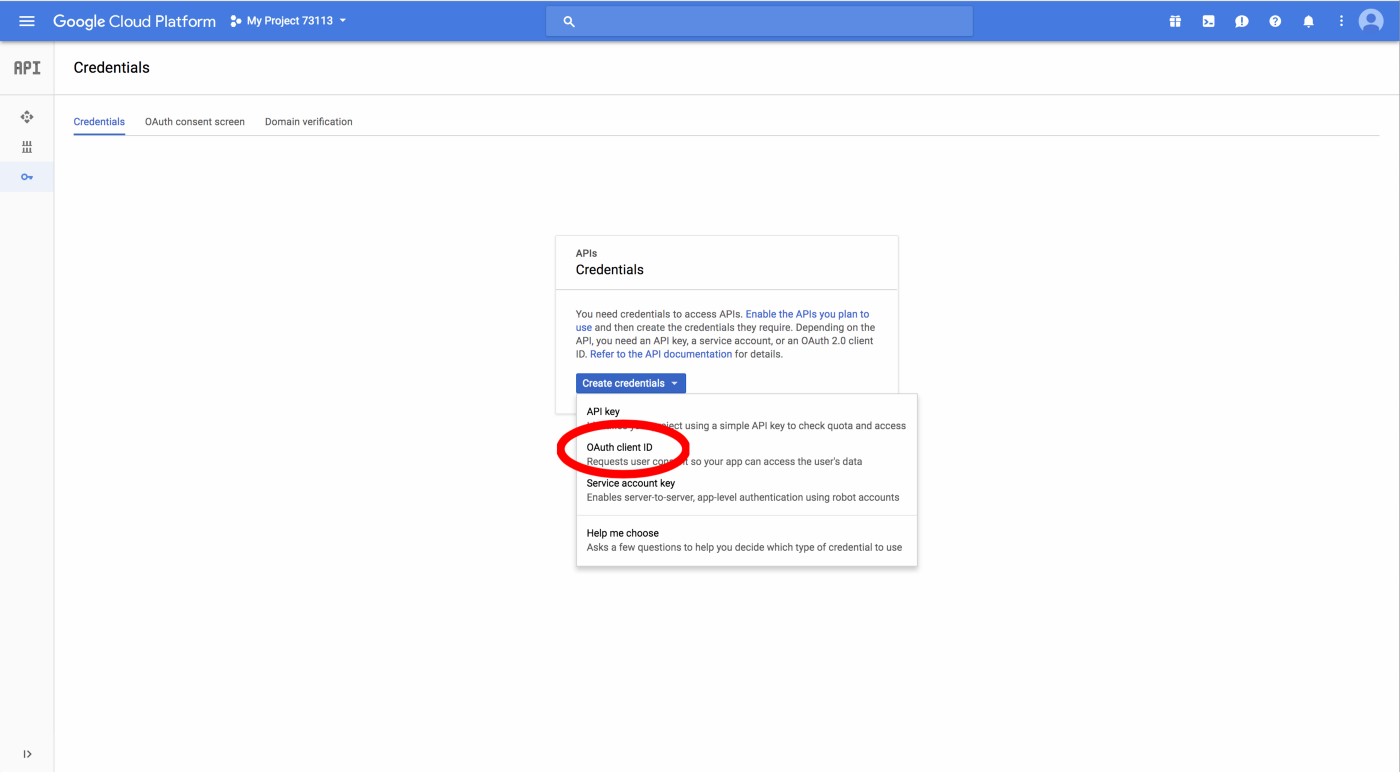 Google Cloud Platform My Project 73113
API Credentials
Credentials OAuth consent screen Domain verification
APIs
Credentials
You need credentials to access APIs. Enable the APIs you plan to
use and then create the credentials they require. Depending on the
API, you need an API key, a service account, or an OAuth 2.0 client
ID. Refer to the API documentation for details.
Create credentials
API key
using a simple API key to check quota and access
OAuth client ID
Requests user so your app can access the user's data
Service account key
Enables server-to-server, app-level authentication using robot accounts
Help me choose
Asks a few questions to help you decide which type of credential to use